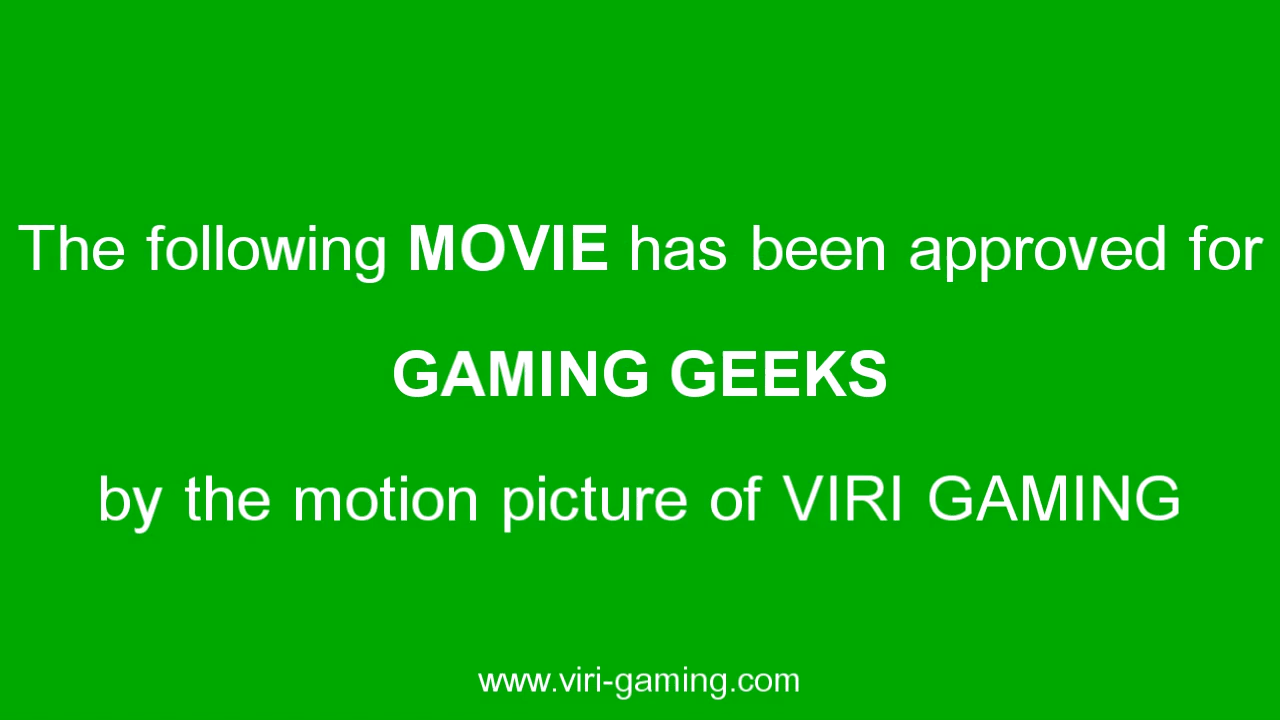 The following MOVIE has been approved for
GAMING GEEKS
by the motion picture of VIRI GAMING
www.viri-gaming.com